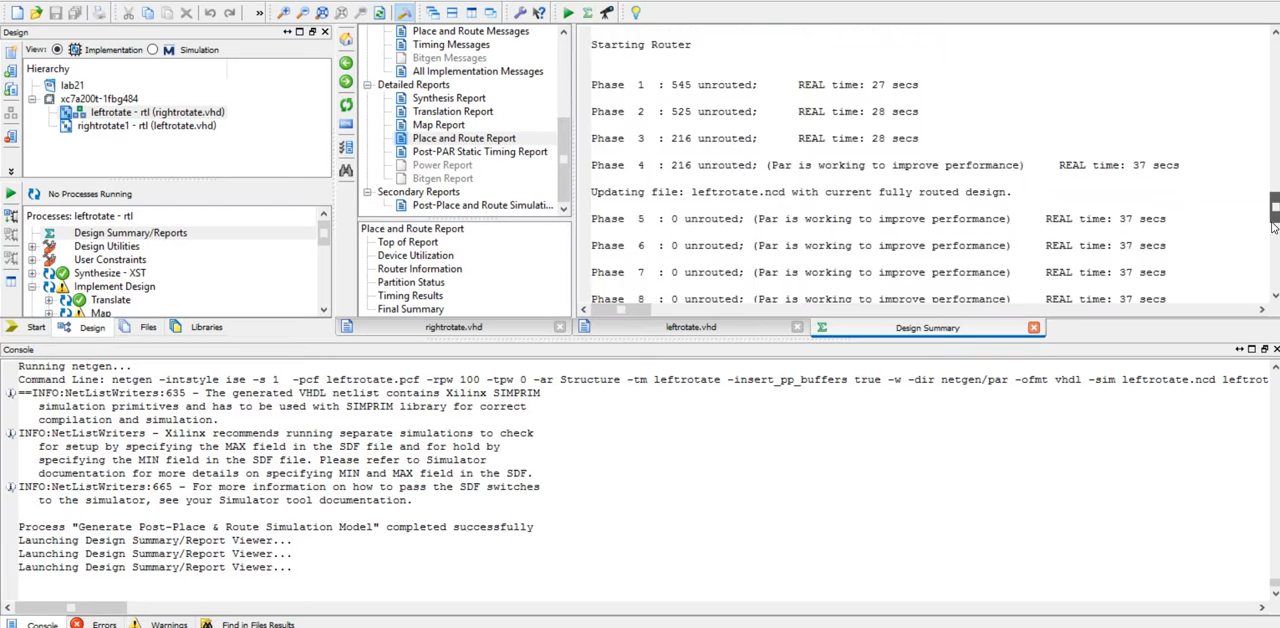 »
Design
View: Implementation Simulation
Hierarchy
lab21
xc7a200t-1fbg484
leftrotate - rtl (rightrotate.vhd)
rightrotate1 - rtl (leftrotate.vhd)
No Processes Running
Processes: leftrotate - rtl
Design Summary/Reports
Design Utilities
User Constraints
Synthesize - XST
Implement Design
Translate
Map
Start Design Files Libraries
Place and Route Messages
Timing Messages
Bitgen Messages
All Implementation Messages
Detailed Reports
Synthesis Report
Translation Report
Map Report
Place and Route Report
Post-PAR Static Timing Report
Power Report
Bitgen Report
Secondary Reports
Post-Place and Route Simulati...
Place and Route Report
Top of Report
Device Utilization
Router Information
Partition Status
Timing Results
Final Summary
Starting Router
Phase 1 : 545 unrouted; REAL time: 27 secs
Phase 2 : 525 unrouted; REAL time: 28 secs
Phase 3 : 216 unrouted; REAL time: 28 secs
Phase 4 : 216 unrouted; (Par is working to improve performance) REAL time: 37 secs
Updating file: leftrotate.ncd with current fully routed design.
Phase 5 : 0 unrouted; (Par is working to improve performance) REAL time: 37 secs
Phase 6 : 0 unrouted; (Par is working to improve performance) REAL time: 37 secs
Phase 7 : 0 unrouted; (Par is working to improve performance) REAL time: 37 secs
Phase 8 : 0 unrouted; (Par is working to improve performance) REAL time: 37 secs
rightrotate.vhd leftrotate.vhd Design Summary
Console
Running netgen...
Command Line: netgen -intstyle ise -s 1 -pcf leftrotate.pcf -rpw 100 -tpw 0 -ar Structure -tm leftrotate -insert_pp_buffers true -w -dir netgen/par -ofmt vhdl -sim leftrotate.ncd leftrot
==INFO:NetListWriters:635 - The generated VHDL netlist contains Xilinx SIMPRIM
simulation primitives and has to be used with SIMPRIM library for correct
compilation and simulation.
INFO:NetListWriters - Xilinx recommends running separate simulations to check
for setup by specifying the MAX field in the SDF file and for hold by
specifying the MIN field in the SDF file. Please refer to Simulator
documentation for more details on specifying MIN and MAX field in the SDF.
INFO:NetListWriters:665 - For more information on how to pass the SDF switches
to the simulator, see your Simulator tool documentation.
Process "Generate Post-Place & Route Simulation Model" completed successfully
Launching Design Summary/Report Viewer...
Launching Design Summary/Report Viewer...
Launching Design Summary/Report Viewer...
Console Errors Warnings Find in Files Results